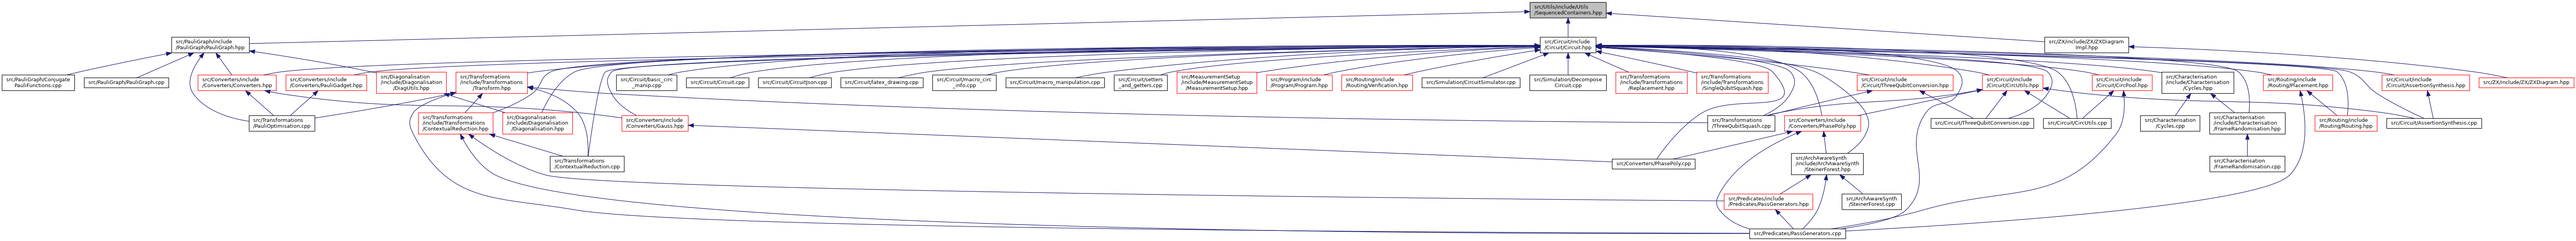 src/Utils/include/Utils
/SequencedContainers.hpp
src/PauliGraph/include
/PauliGraph/PauliGraph.hpp
src/Circuit/include
/Circuit/Circuit.hpp
src/ZX/include/ZX/ZXDiagram
Impl.hpp
src/PauliGraph/Conjugate
PauliFunctions.cpp
src/PauliGraph/PauliGraph.cpp
src/Converters/include
/Converters/Converters.hpp
src/Converters/include
/Converters/PauliGadget.hpp
src/Diagonalisation
/include/Diagonalisation
/DiagUtils.hpp
src/Transformations
/include/Transformations
/Transform.hpp
src/Circuit/basic_circ
_manip.cpp
src/Circuit/Circuit.cpp
src/Circuit/CircuitJson.cpp
src/Circuit/latex_drawing.cpp
src/Circuit/macro_circ
_info.cpp
src/Circuit/macro_manipulation.cpp
src/Circuit/setters
_and_getters.cpp
src/MeasurementSetup
/include/MeasurementSetup
/MeasurementSetup.hpp
src/Program/include
/Program/Program.hpp
src/Routing/include
/Routing/Verification.hpp
src/Simulation/CircuitSimulator.cpp
src/Simulation/Decompose
Circuit.cpp
src/Transformations
/include/Transformations
/Replacement.hpp
src/Transformations
/include/Transformations
/SingleQubitSquash.hpp
src/Circuit/include
/Circuit/ThreeQubitConversion.hpp
src/Circuit/include
/Circuit/CircUtils.hpp
src/Circuit/include
/Circuit/CircPool.hpp
src/Characterisation
/include/Characterisation
/Cycles.hpp
src/Routing/include
/Routing/Placement.hpp
src/Circuit/include
/Circuit/AssertionSynthesis.hpp
src/ZX/include/ZX/ZXDiagram.hpp
src/Transformations
/PauliOptimisation.cpp
src/Transformations
/include/Transformations
/ContextualReduction.hpp
src/Diagonalisation
/include/Diagonalisation
/Diagonalisation.hpp
src/Converters/include
/Converters/Gauss.hpp
src/Transformations
/ThreeQubitSquash.cpp
src/Converters/include
/Converters/PhasePoly.hpp
src/Circuit/ThreeQubitConversion.cpp
src/Circuit/CircUtils.cpp
src/Characterisation
/Cycles.cpp
src/Characterisation
/include/Characterisation
/FrameRandomisation.hpp
src/Routing/include
/Routing/Routing.hpp
src/Circuit/AssertionSynthesis.cpp
src/Transformations
/ContextualReduction.cpp
src/Converters/PhasePoly.cpp
src/ArchAwareSynth
/include/ArchAwareSynth
/SteinerForest.hpp
src/Characterisation
/FrameRandomisation.cpp
src/Predicates/include
/Predicates/PassGenerators.hpp
src/ArchAwareSynth
/SteinerForest.cpp
src/Predicates/PassGenerators.cpp